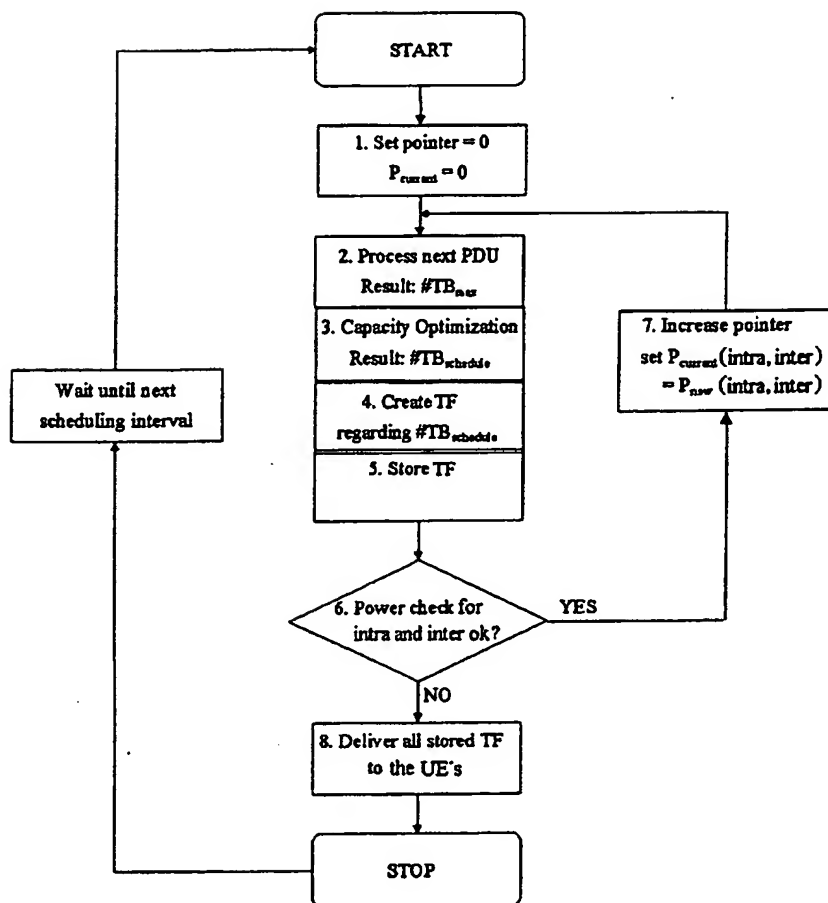 START
1. Set pointer = 0
P_current = 0
2. Process next PDU
Result: #TB_max
3. Capacity Optimization
Result: #TB_schedule
4. Create TF
regarding #TB_schedule
5. Store TF
6. Power check for
intra and inter ok?
YES
7. Increase pointer
set P_current (intra, inter)
= P_new (intra, inter)
NO
8. Deliver all stored TF
to the UE's
STOP
Wait until next
scheduling interval